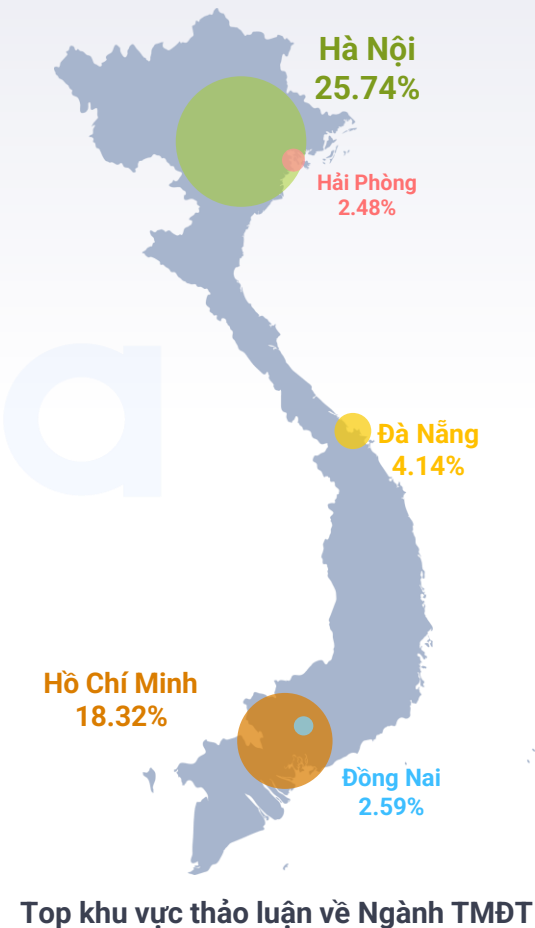 Hà Nội
25.74%
Hải Phòng
2.48%
Đà Nẵng
4.14%
Hồ Chí Minh
18.32%
Đồng Nai
2.59%
Top khu vực thảo luận về Ngành TMĐT